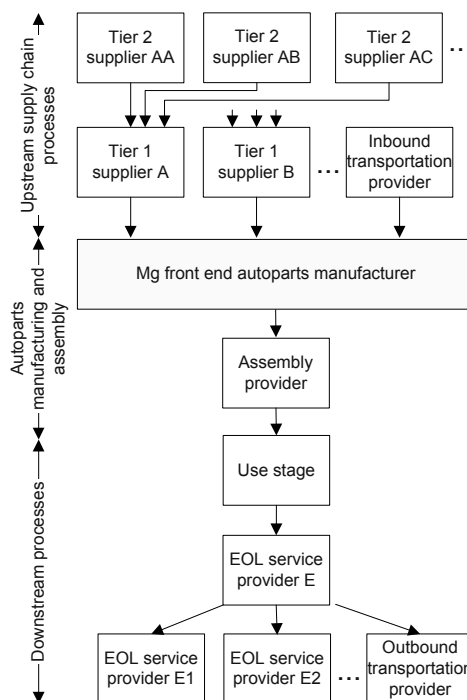 Tier 2
supplier AA
Tier 2
supplier AB
Tier 2
supplier AC
...
Upstream supply chain
processes
Tier 1
supplier A
Tier 1
supplier B
...
Inbound
transportation
provider
Autoparts
manufacturing and
assembly
Mg front end autoparts manufacturer
Assembly
provider
Downstream processes
Use stage
EOL service
provider E
EOL service
provider E1
EOL service
provider E2
...
Outbound
transportation
provider